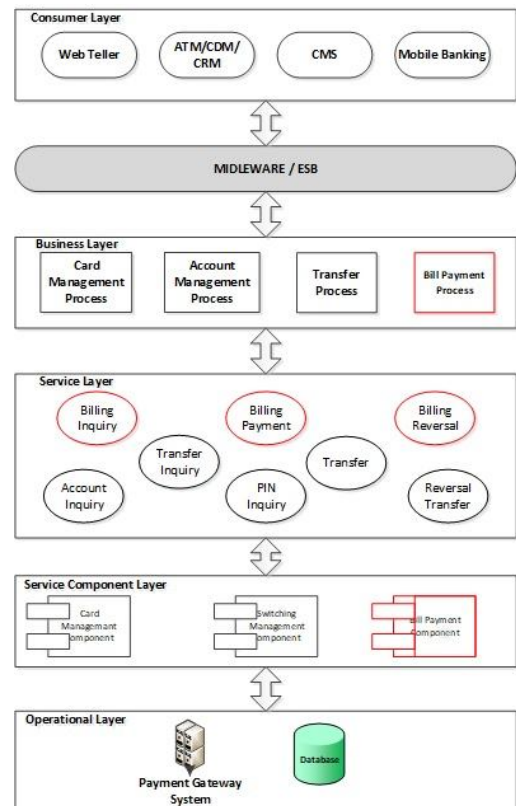 Consumer Layer
Web Teller
ATM/CDM/
CRM
CMS
Mobile Banking
MIDLEWARE / ESB
Business Layer
Card
Management
Process
Account
Management
Process
Transfer
Process
Bill Payment
Process
Service Layer
Billing
Inquiry
Billing
Payment
Billing
Reversal
Transfer
Inquiry
Transfer
Account
Inquiry
PIN
Inquiry
Reversal
Transfer
Service Component Layer
Card
Managemant
Component
Switching
Management
Component
Bill Payment
Component
Operational Layer
Payment Gateway
System
Database